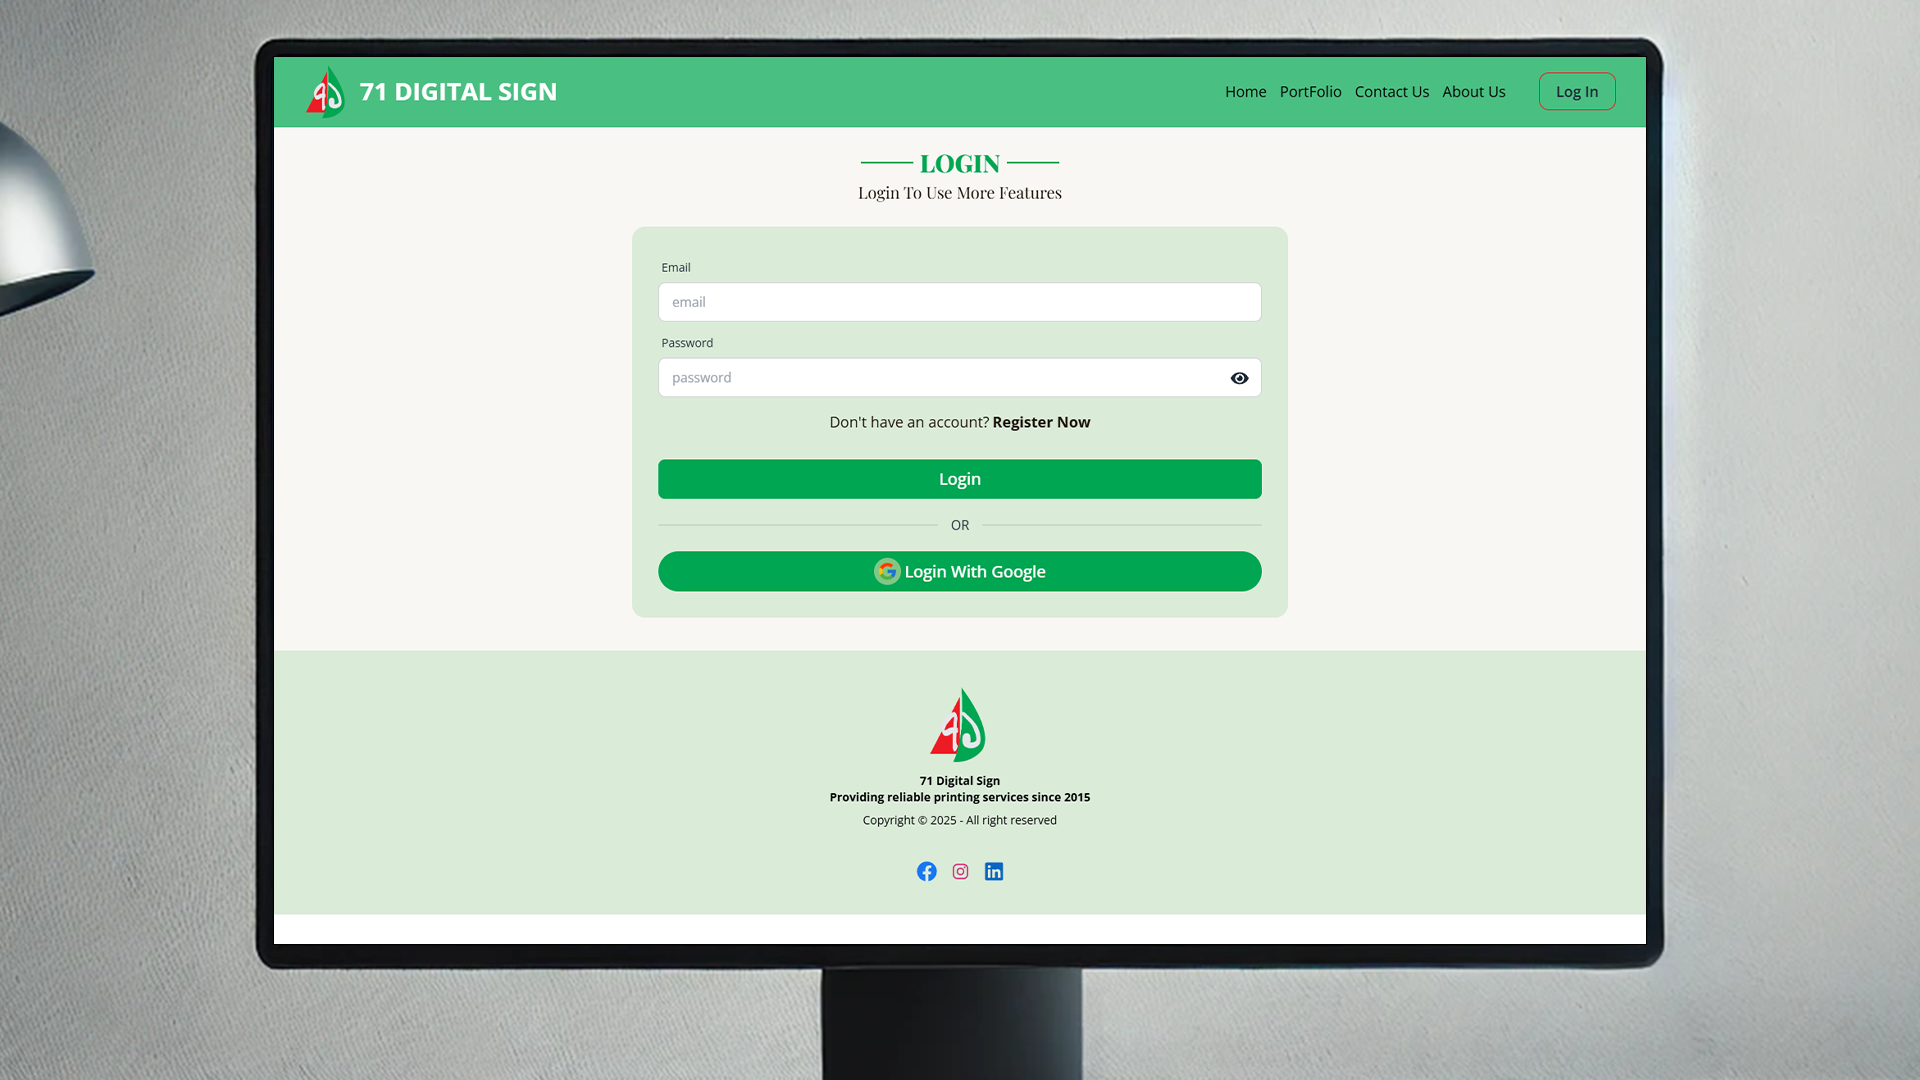 71 DIGITAL SIGN
Home PortFolio Contact Us About Us Log In
LOGIN
Login To Use More Features
Email
email
Password
password
Don't have an account? Register Now
Login
OR
Login With Google
71 Digital Sign
Providing reliable printing services since 2015
Copyright © 2025 - All right reserved